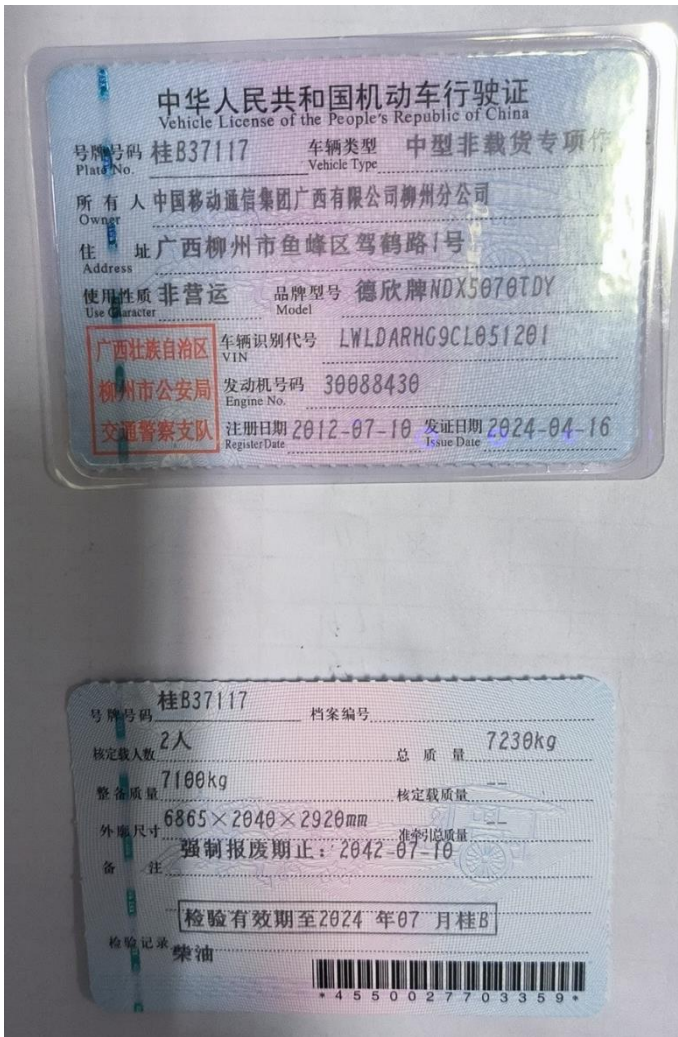 中华人民共和国机动车行驶证
Vehicle License of the People's Republic of China
号牌号码 桂B37117 车辆类型 中型非载货专项作
Plate No. Vehicle Type
所有人 中国移动通信集团广西有限公司柳州分公司
Owner
住址 广西柳州市鱼峰区驾鹤路1号
Address
使用性质 非营运 品牌型号 德欣牌NDX5070TDY
Use Character Model
广西壮族自治区
柳州市公安局
交通警察支队
车辆识别代号 LWLDARHG9CL051201
VIN
发动机号码 30088430
Engine No.
注册日期 2012-07-10 发证日期 2024-04-16
Register Date Issue Date
号牌号码 桂B37117 档案编号
核定载人数 2人 总质量 7230kg
整备质量 7100kg 核定载质量 --
外廓尺寸 6865×2040×2920mm 准牵引总质量 --
备注 强制报废期止：2042-07-10
检验有效期至2024 年07 月桂B
检验记录 柴油
*4550027703359*